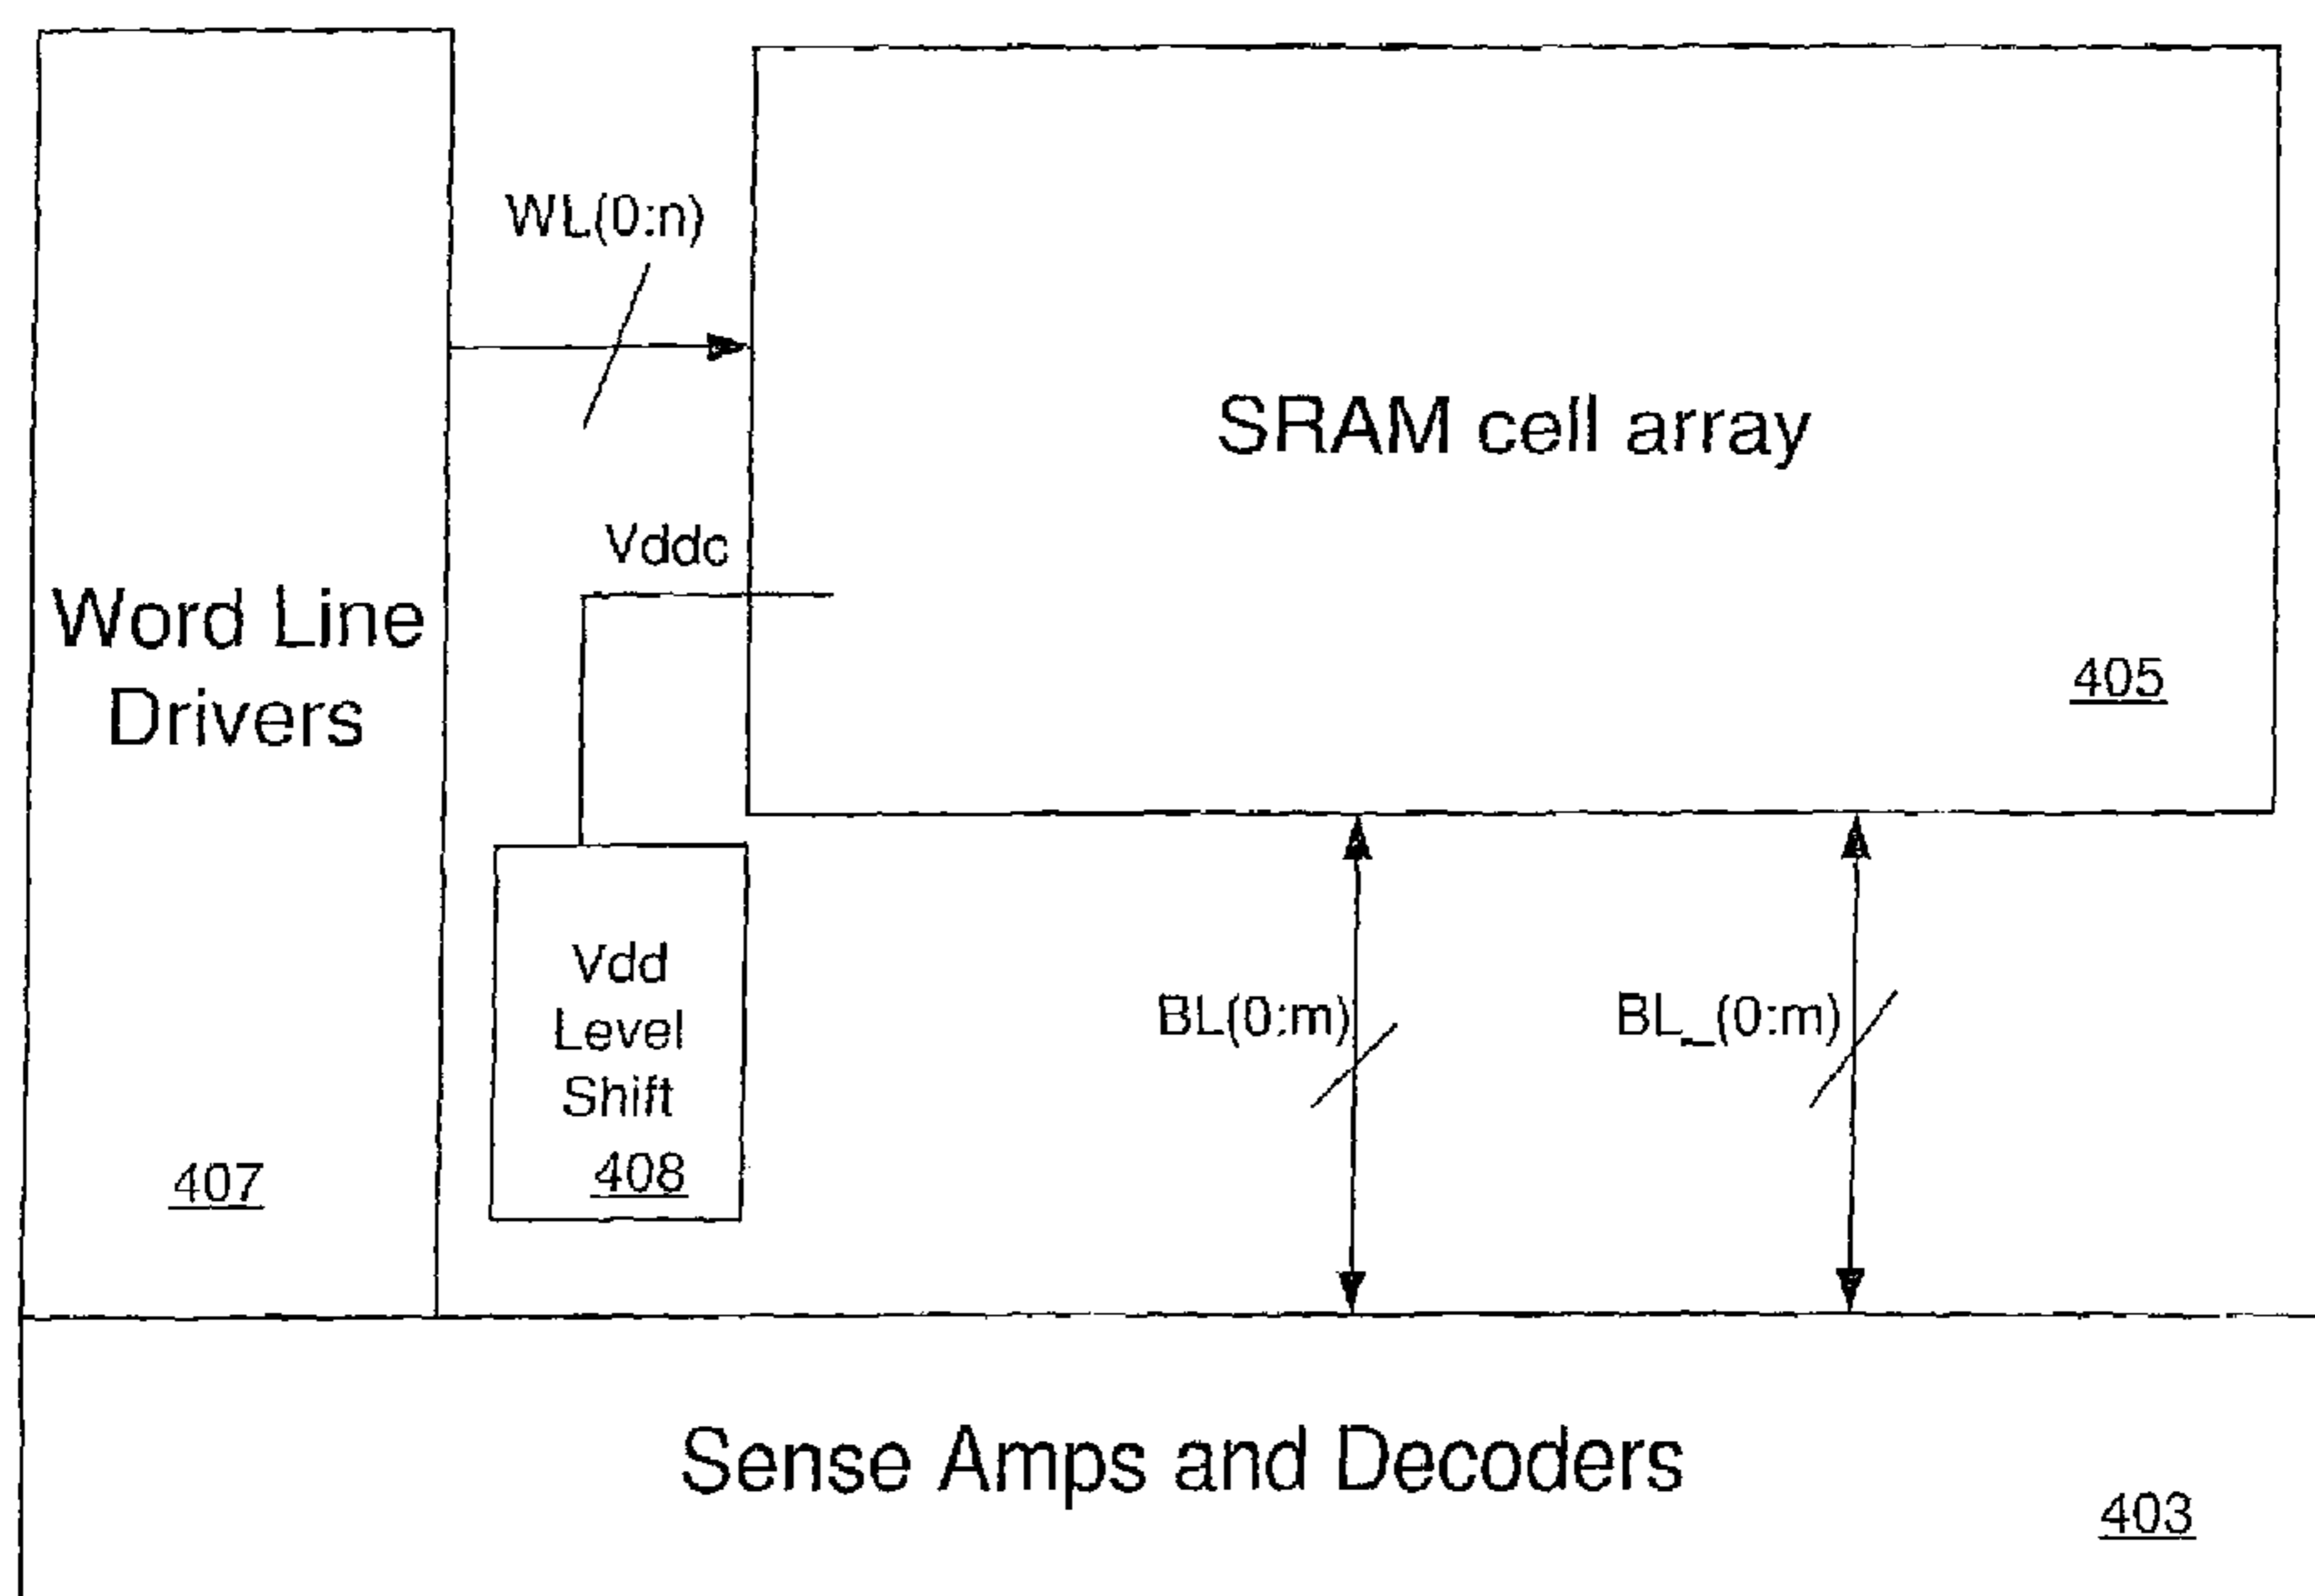 WL(0:n)
SRAM cell array
Vddc
Word Line
Drivers
405
Vdd
Level
Shift
408
BL(0:m)
BL_(0:m)
407
Sense Amps and Decoders
403